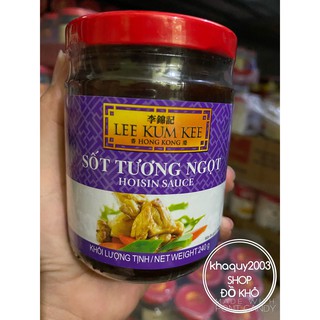 李錦記
LEE KUM KEE
香 HONG KONG 港
SỐT TƯƠNG NGỌT
HOISIN SAUCE
KHỐI LƯỢNG TỊNH / NET WEIGHT 240 g
khaquy2003
SHOP
ĐỒ KHÔ